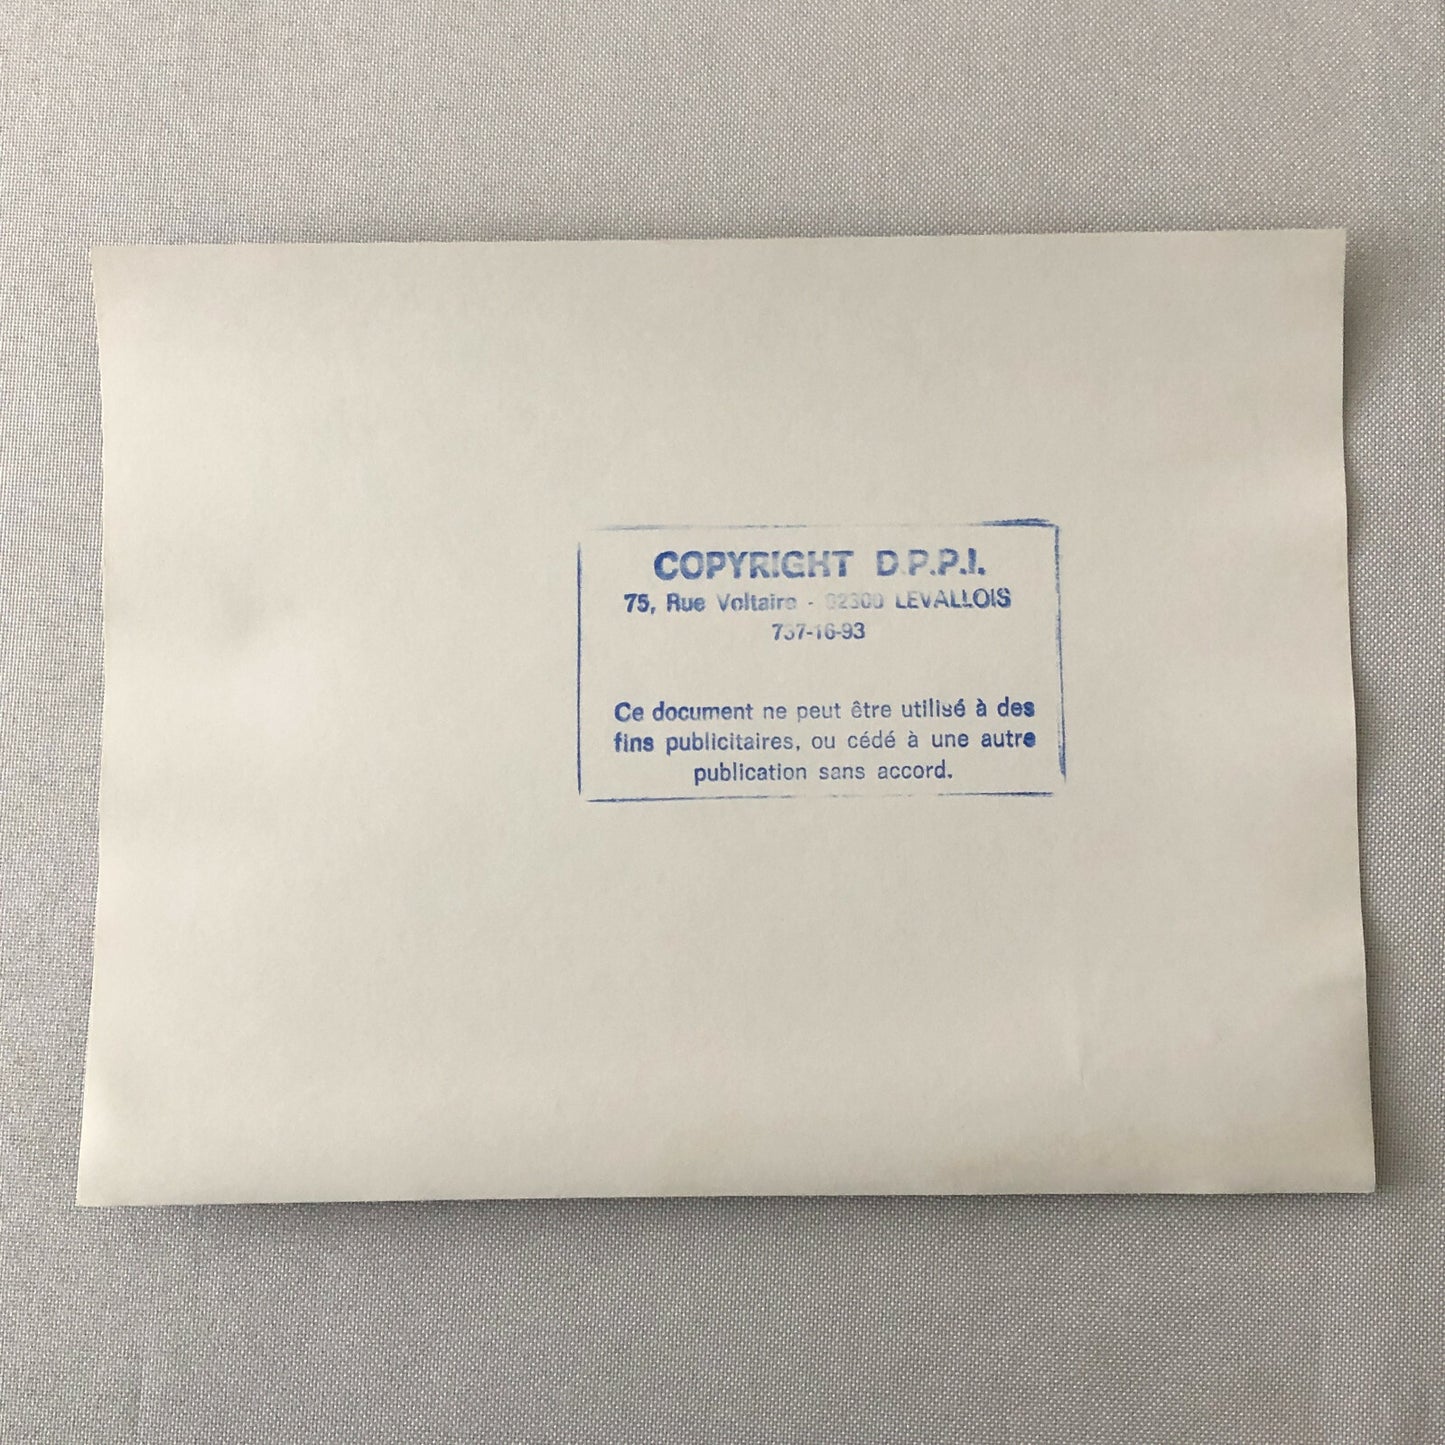 COPYRIGHT D.P.P.I.
75, Rue Voltaire - 92300 LEVALLOIS
737-16-93
Ce document ne peut être utilisé à des
fins publicitaires, ou cédé à une autre
publication sans accord.